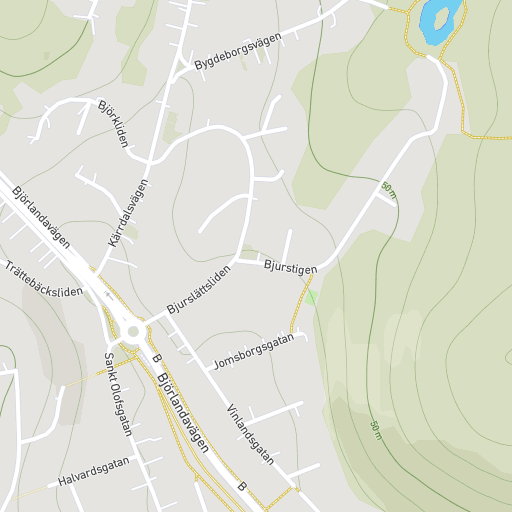 Bygdeborgsvägen
Björkliden
Kärrdalsvägen
50 m
Björlandavägen
Trättebäcksliden
Bjurslättsliden
Bjurstigen
B
Jomsborgsgatan
Sankt Olofsgatan
Björlandavägen
Vinlandsgatan
50 m
Halvardsgatan
B